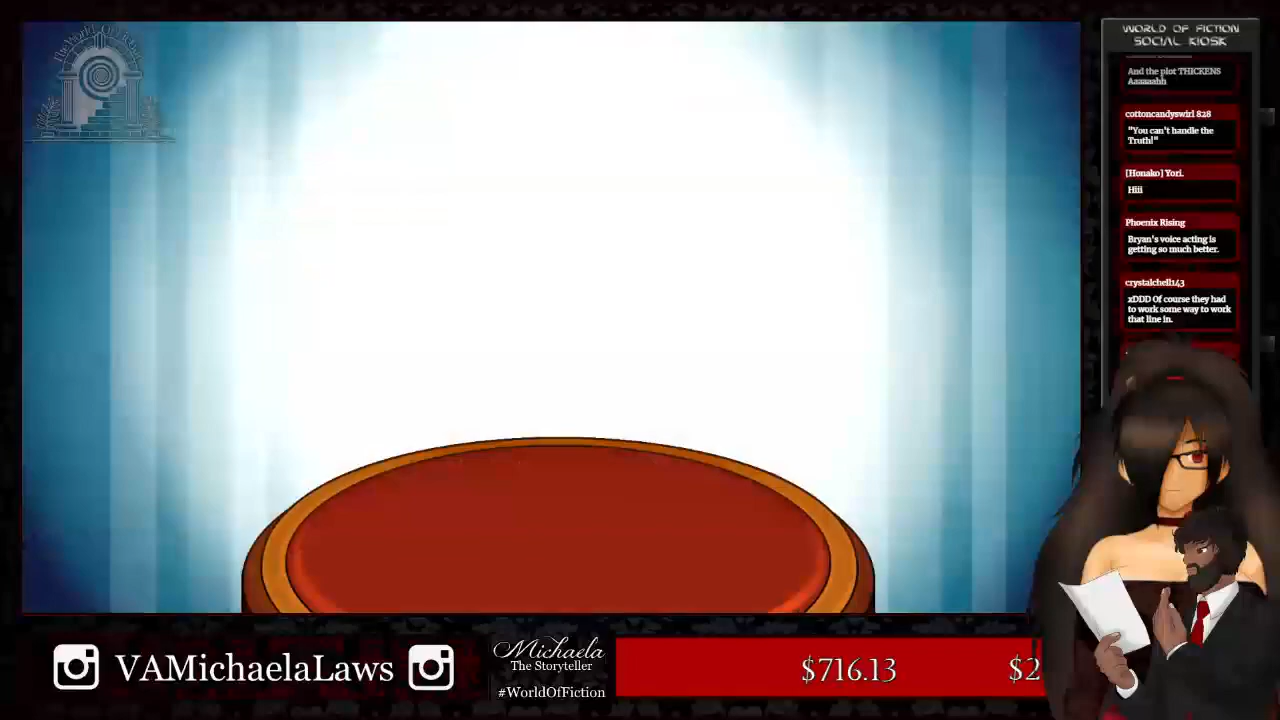 WORLD OF FICTION
SOCIAL KIOSK
And the plot THICKENS
Aaaaaahh
cottoncandyswirl 828
"You can't handle the
Truth!"
[Honako] Yori.
Hiii
Phoenix Rising
Bryan's voice acting is
getting so much better.
crystalchell143
xDDD Of course they had
to work some way to work
that line in.
VAMichaelaLaws
Michaela
The Storyteller
#WorldOfFiction
$716.13
$2